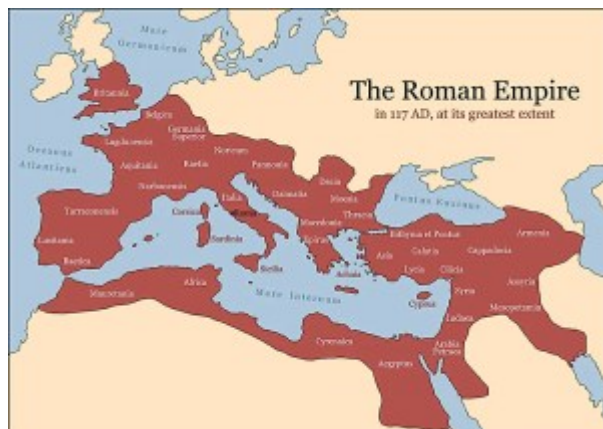 Mare
Germanicum
The Roman Empire
in 117 AD, at its greatest extent
Britannia
Belgica
Germania
Superior
Lugdunensis
Oceanus
Atlanticus
Aquitania
Raetia
Noricum
Pannonia
Narbonensis
Dacia
Moesia
Dalmatia
Italia
Roma
Corsica
Sardinia
Tarraconensis
Lusitania
Baetica
Thracia
Macedonia
Epirus
Achaia
Pontus Euxinus
Bithynia et Pontus
Armenia
Asia
Galatia
Cappadocia
Lycia
Cilicia
Assyria
Syria
Mesopotamia
Cyprus
Sicilia
Mauretania
Africa
Mare Internum
Judaea
Arabia
Petraea
Cyrenaica
Aegyptus